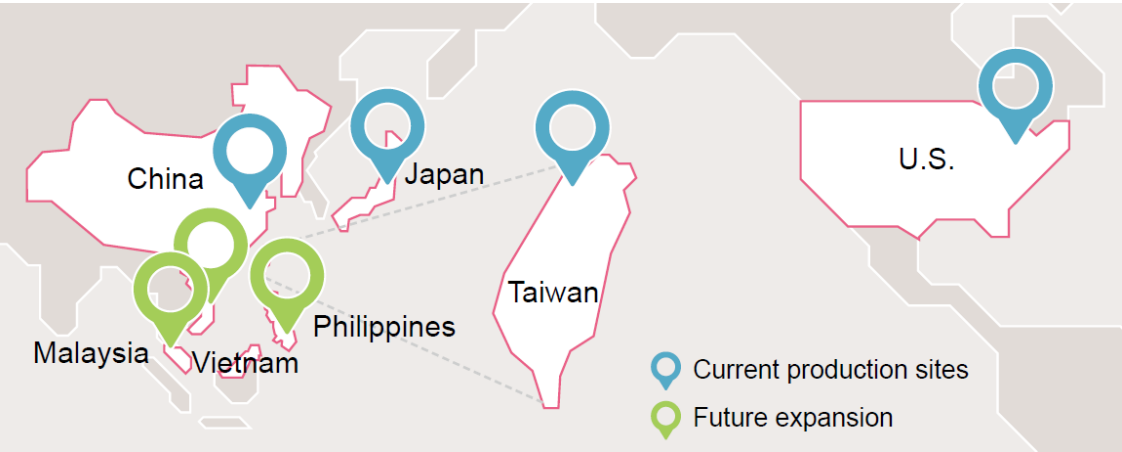 China
Japan
U.S.
Taiwan
Philippines
Malaysia
Vietnam
Current production sites
Future expansion